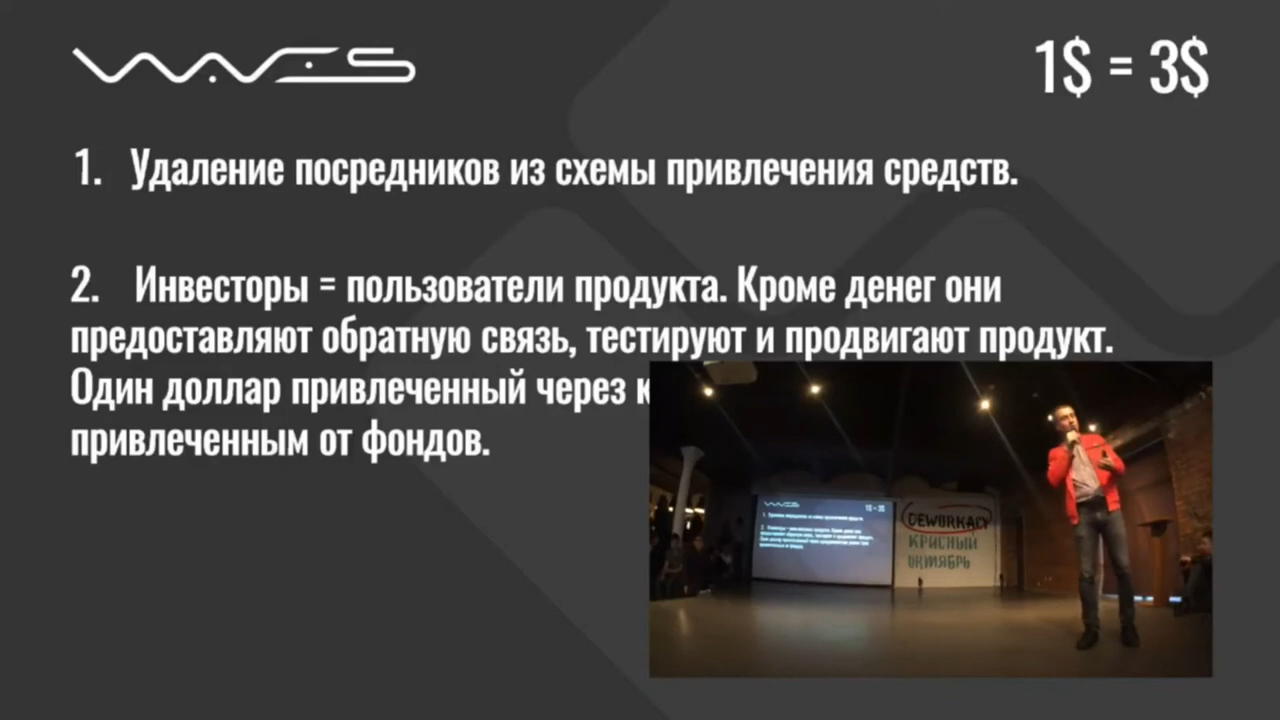 WAVES
1$ = 3$
1. Удаление посредников из схемы привлечения средств.
2. Инвесторы = пользователи продукта. Кроме денег они
предоставляют обратную связь, тестируют и продвигают продукт.
Один доллар привлеченный через
привлеченным от фондов.
DEWORKACY
КРАСНЫЙ
ОКТЯБРЬ